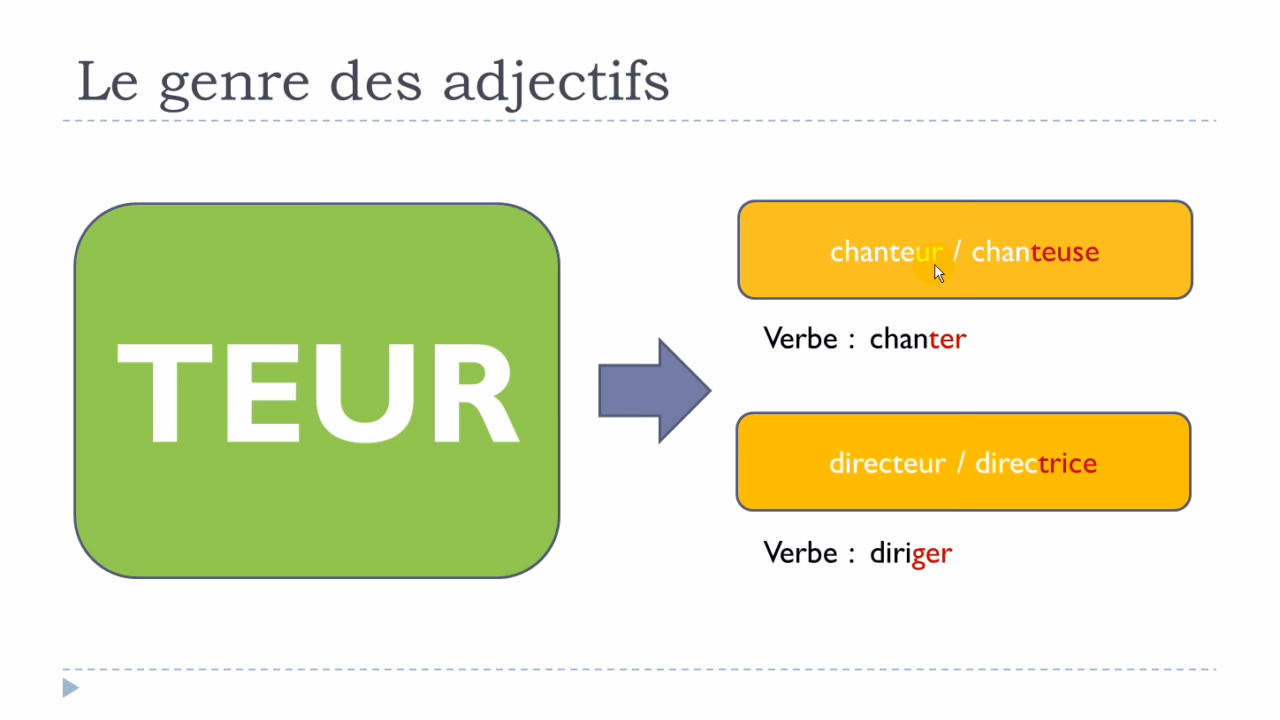 Le genre des adjectifs
TEUR
chanteur / chanteuse
Verbe : chanter
directeur / directrice
Verbe : diriger